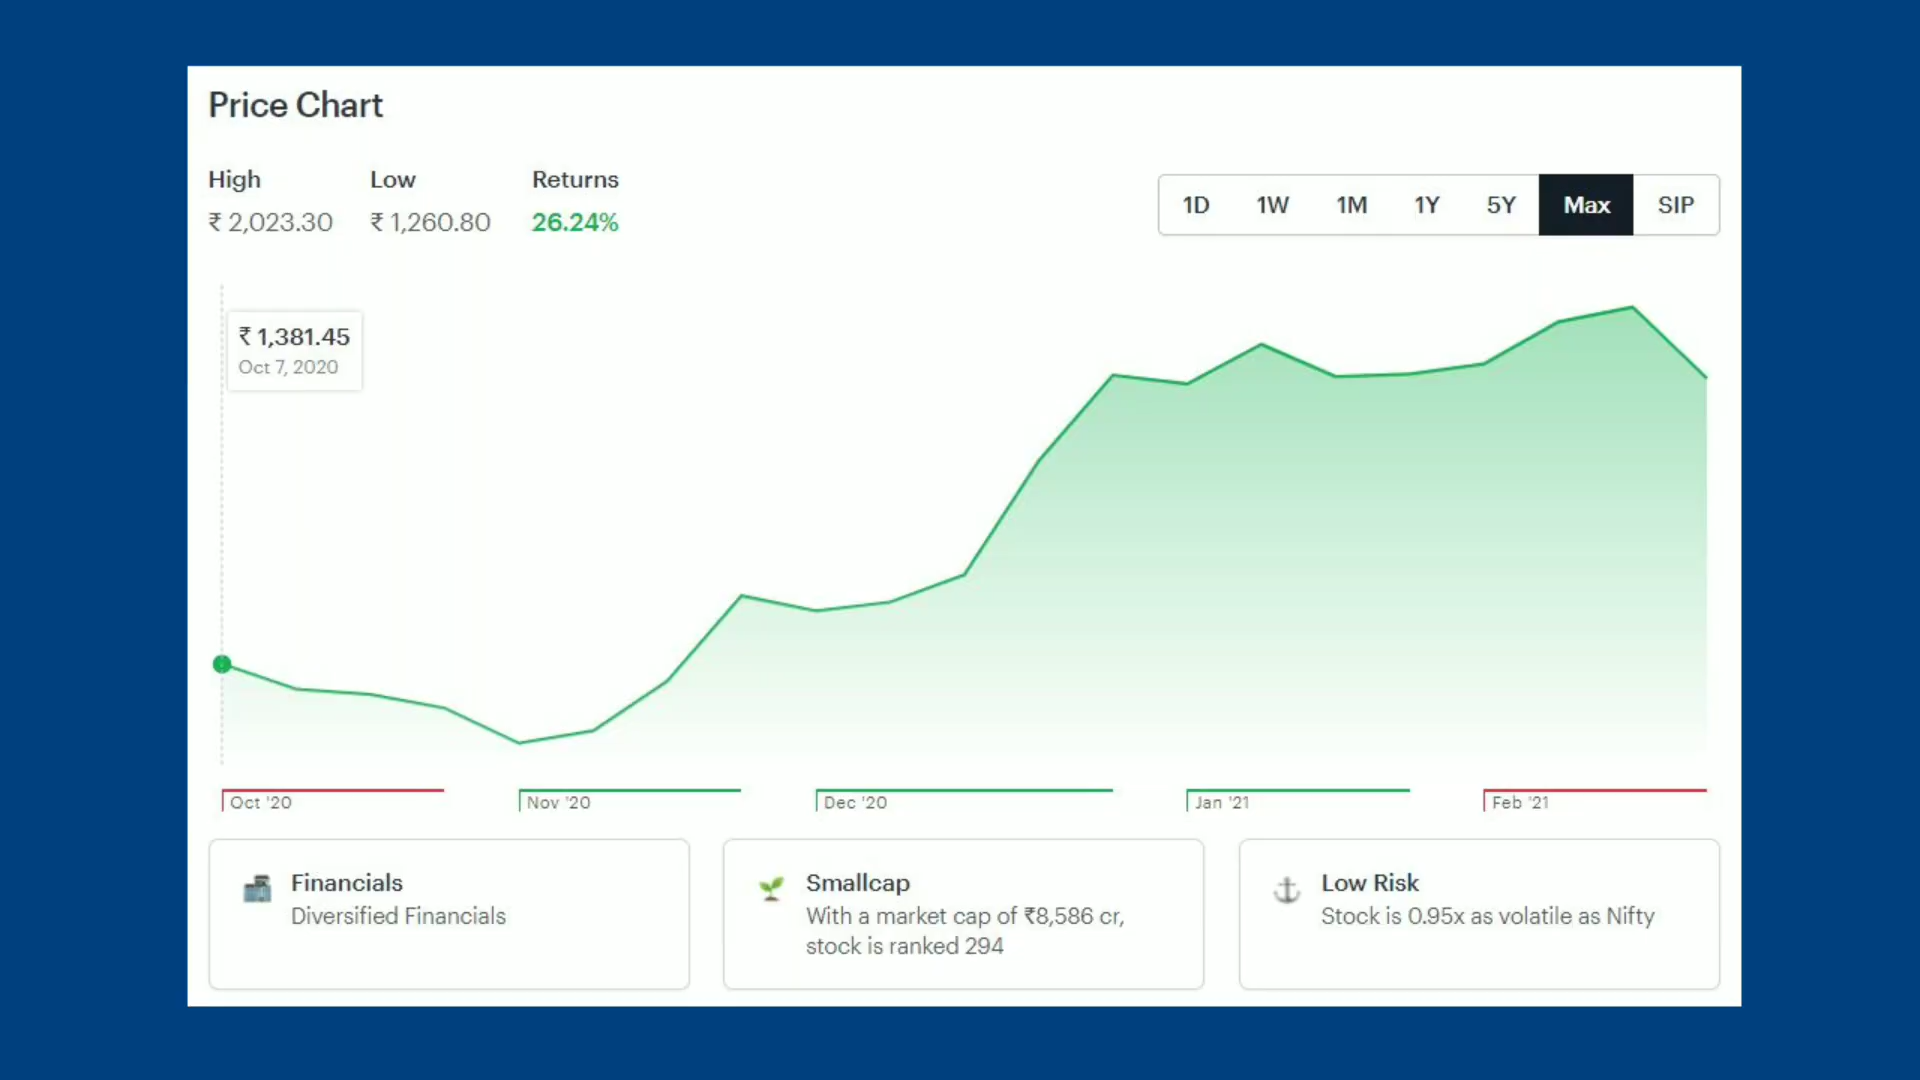 Price Chart
High Low Returns
₹ 2,023.30 ₹ 1,260.80 26.24%
1D 1W 1M 1Y 5Y Max SIP
₹ 1,381.45
Oct 7, 2020
Oct '20 Nov '20 Dec '20 Jan '21 Feb '21
Financials
Diversified Financials
Smallcap
With a market cap of ₹8,586 cr,
stock is ranked 294
Low Risk
Stock is 0.95x as volatile as Nifty